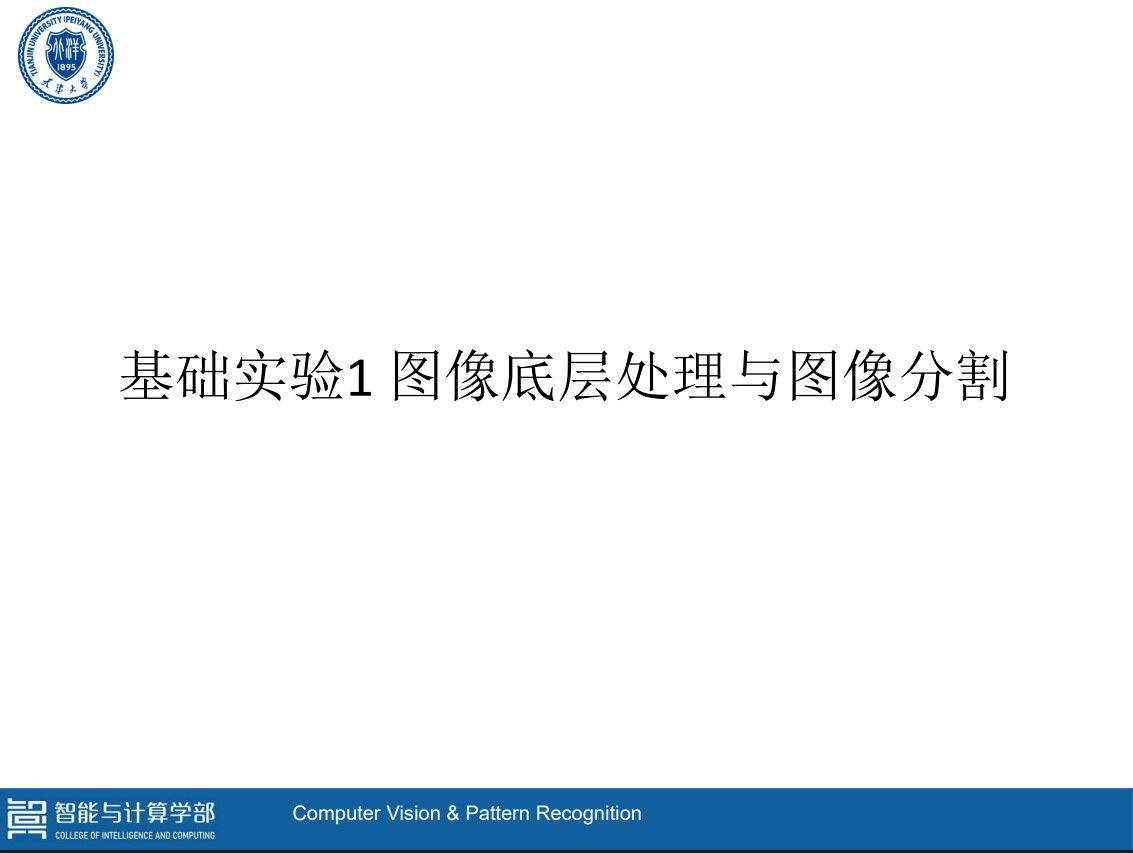 TIANJIN UNIVERSITY (PEIYANG UNIVERSITY)
北洋
1895
天津大学
基础实验1 图像底层处理与图像分割
智能与计算学部
COLLEGE OF INTELLIGENCE AND COMPUTING
Computer Vision & Pattern Recognition